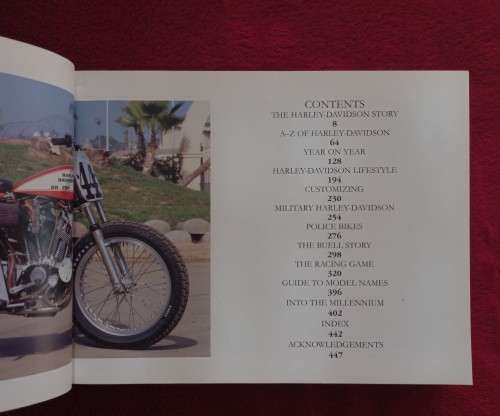 CONTENTS
THE HARLEY-DAVIDSON STORY
8
A–Z OF HARLEY-DAVIDSON
64
YEAR ON YEAR
128
HARLEY-DAVIDSON LIFESTYLE
194
CUSTOMIZING
230
MILITARY HARLEY-DAVIDSON
254
POLICE BIKES
276
THE BUELL STORY
298
THE RACING GAME
320
GUIDE TO MODEL NAMES
396
INTO THE MILLENNIUM
402
INDEX
442
ACKNOWLEDGEMENTS
447